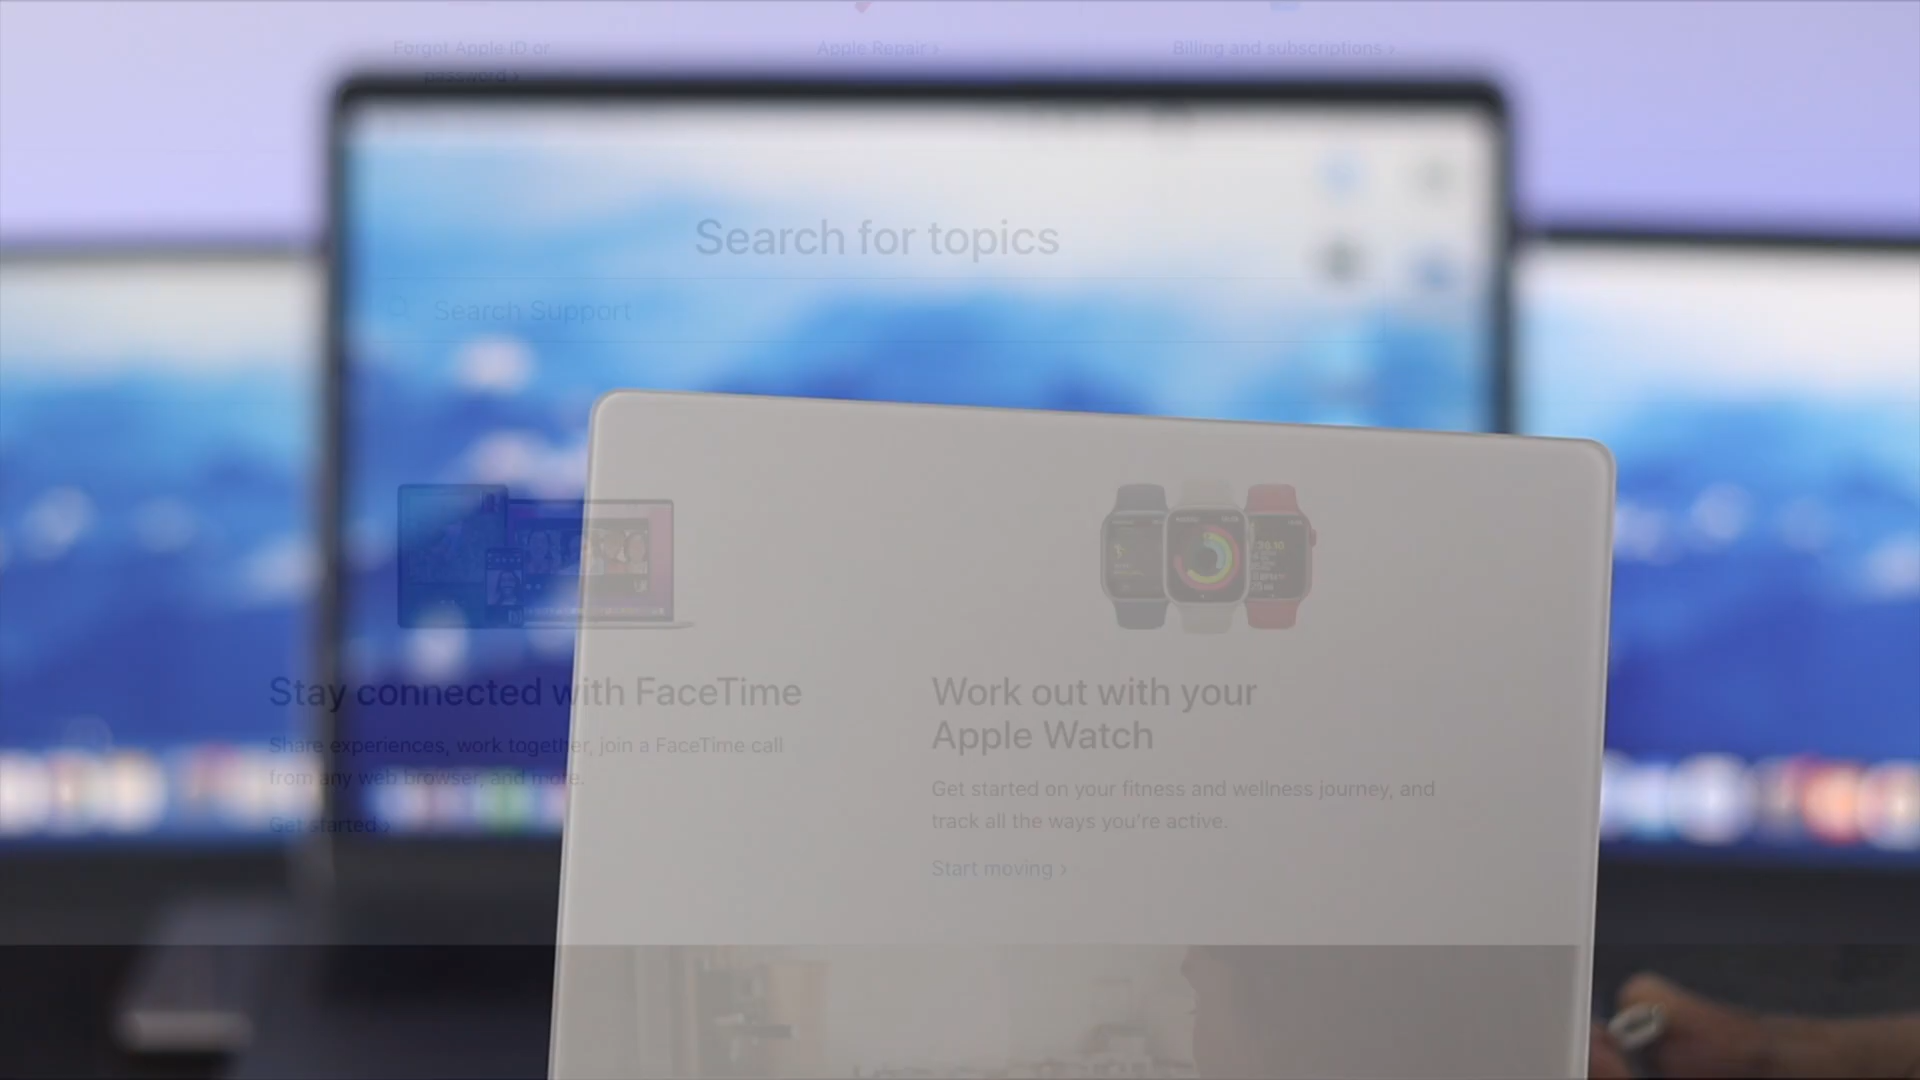 Forgot Apple ID or
password ›
Apple Repair ›
Billing and subscriptions ›
Search for topics
Search Support
Stay connected with FaceTime
Share experiences, work together, join a FaceTime call
from any web browser, and more.
Get started ›
Work out with your
Apple Watch
Get started on your fitness and wellness journey, and
track all the ways you're active.
Start moving ›